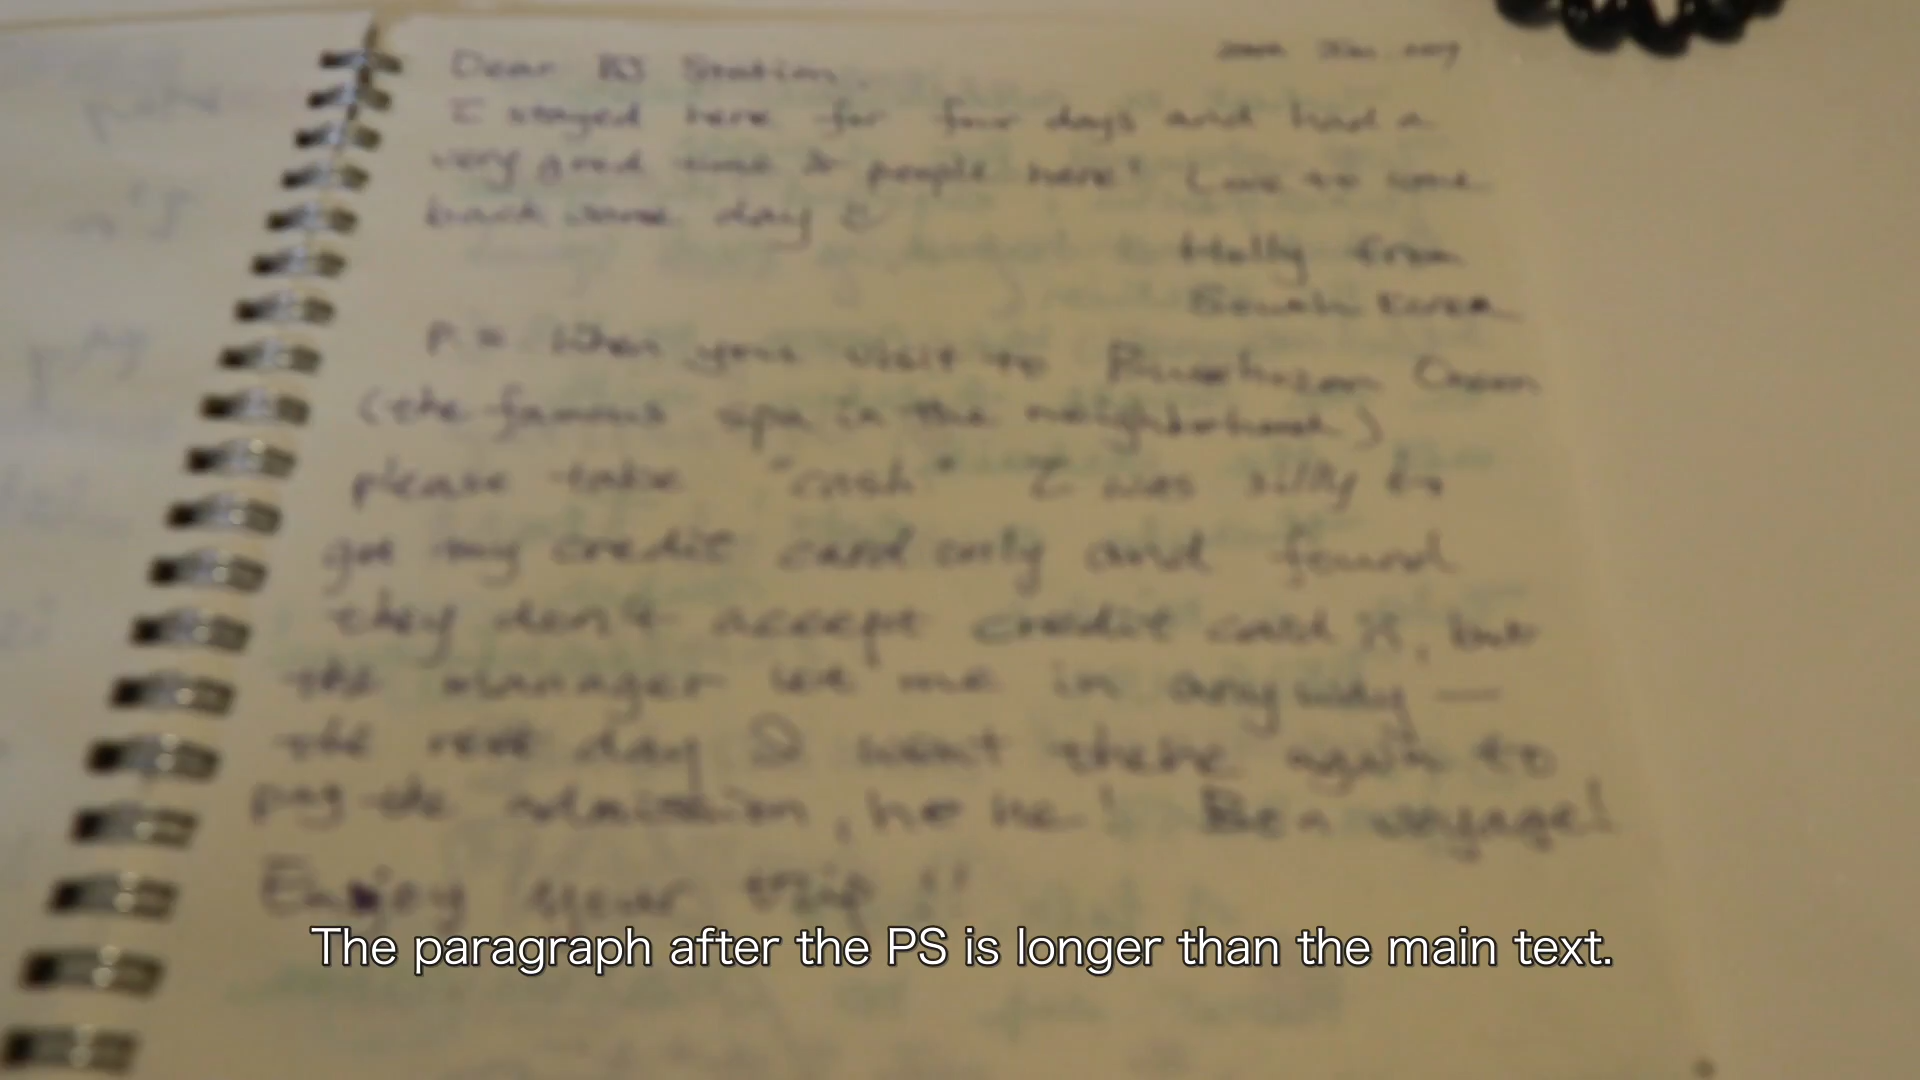 Dear Station,
I stayed here for four days and had a
very good time & people here! Love to come
back some day
Holly from
South Korea
P.S. When you visit to Onsen
(the famous spa in the neighborhood)
please take "cash" I was silly to
got my credit card only and found
they don't accept credit card, but
the manager let me in anyway —
the next day I went there again to
pay the admission, he he! Bon voyage!
Enjoy your trip!!
The paragraph after the PS is longer than the main text.